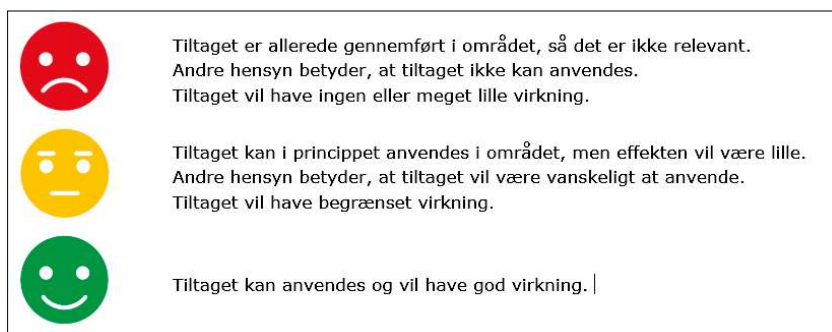 Tiltaget er allerede gennemført i området, så det er ikke relevant.
Andre hensyn betyder, at tiltaget ikke kan anvendes.
Tiltaget vil have ingen eller meget lille virkning.
Tiltaget kan i princippet anvendes i området, men effekten vil være lille.
Andre hensyn betyder, at tiltaget vil være vanskeligt at anvende.
Tiltaget vil have begrænset virkning.
Tiltaget kan anvendes og vil have god virkning.